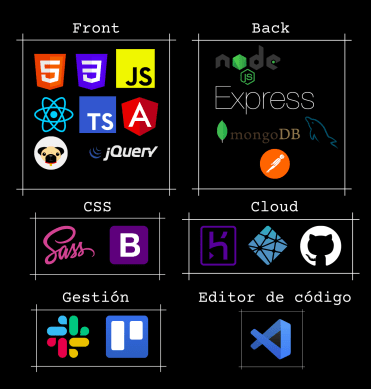 Front
Back
5
3
JS
node
JS
Express
TS
A
mongoDB
jQuery
CSS
Cloud
Sass
B
Gestión
Editor de código